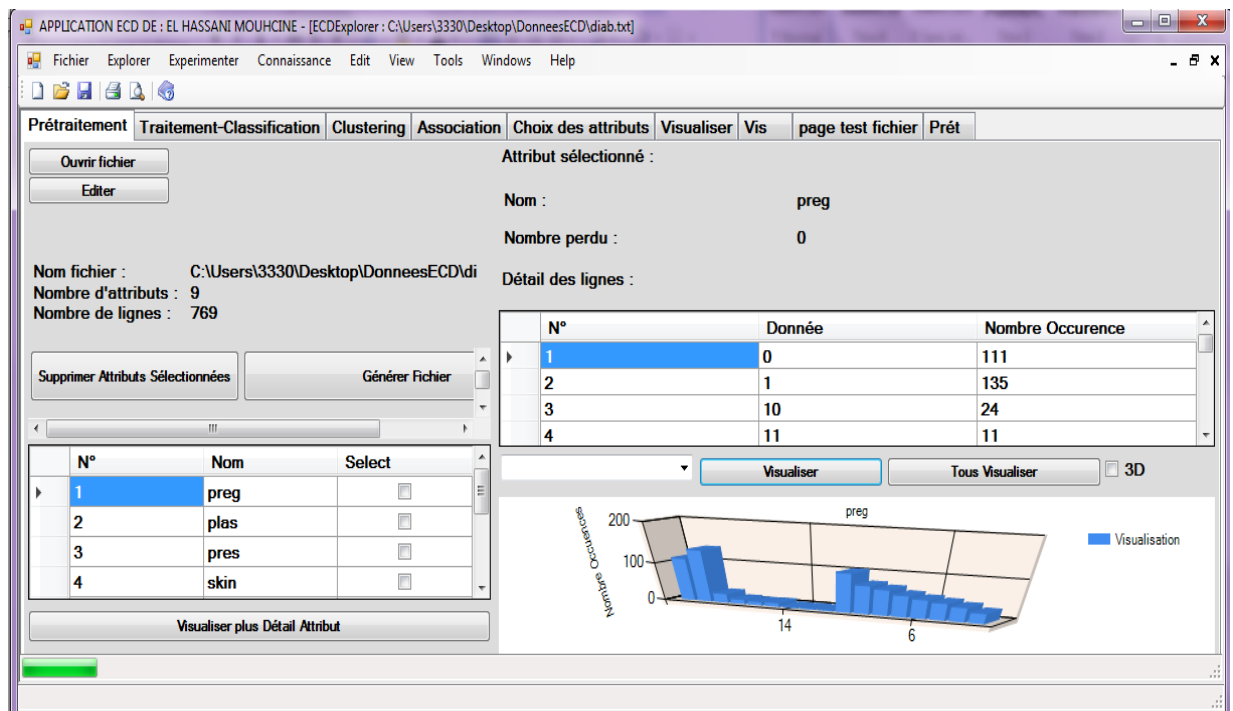 APPLICATION ECD DE : EL HASSANI MOUHCINE - [ECDExplorer : C:\Users\3330\Desktop\DonneesECD\diab.txt]
Fichier Explorer Experimenter Connaissance Edit View Tools Windows Help
Prétraitement Traitement-Classification Clustering Association Choix des attributs Visualiser Vis page test fichier Prét
Ouvrir fichier
Editer
Nom fichier : C:\Users\3330\Desktop\DonneesECD\di
Nombre d'attributs : 9
Nombre de lignes : 769
Supprimer Attributs Sélectionnées Générer Fichier
N° Nom Select
1 preg
2 plas
3 pres
4 skin
Visualiser plus Détail Attribut
Attribut sélectionné :
Nom : preg
Nombre perdu : 0
Détail des lignes :
N° Donnée Nombre Occurence
1 0 111
2 1 135
3 10 24
4 11 11
Visualiser Tous Visualiser 3D
preg
Nombre Occuences
200
100
0
14
6
Visualisation